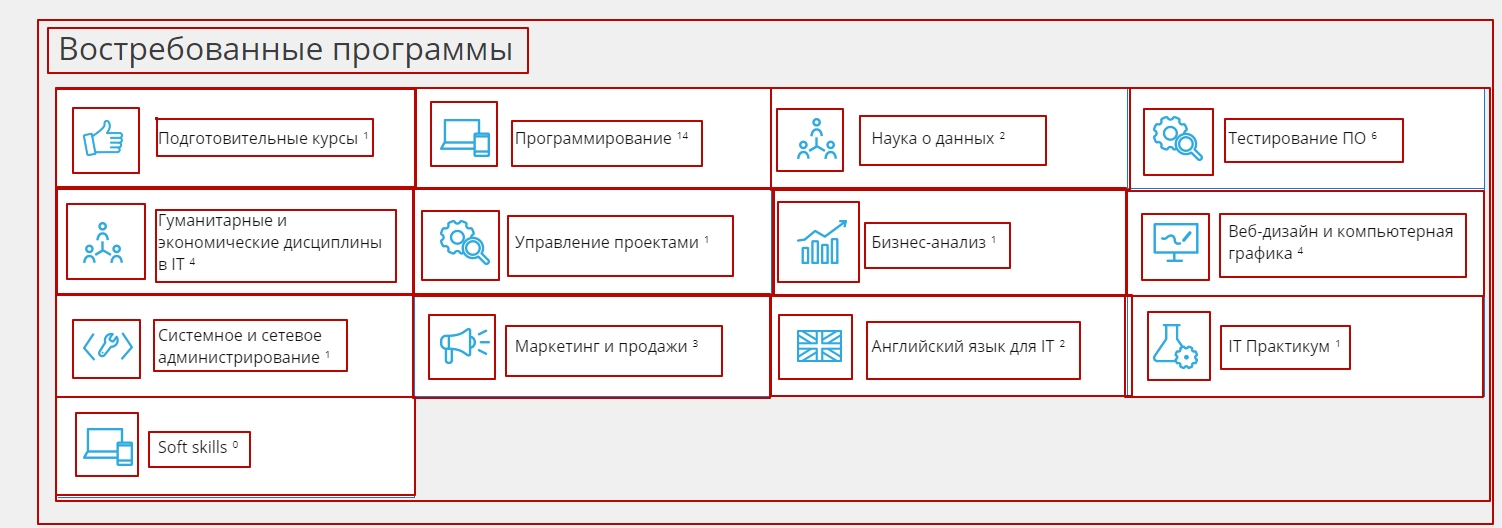 Востребованные программы
Подготовительные курсы ¹
Программирование ¹⁴
Наука о данных ²
Тестирование ПО ⁶
Гуманитарные и
экономические дисциплины
в IT ⁴
Управление проектами ¹
Бизнес-анализ ¹
Веб-дизайн и компьютерная
графика ⁴
Системное и сетевое
администрирование ¹
Маркетинг и продажи ³
Английский язык для IT ²
IT Практикум ¹
Soft skills ⁰